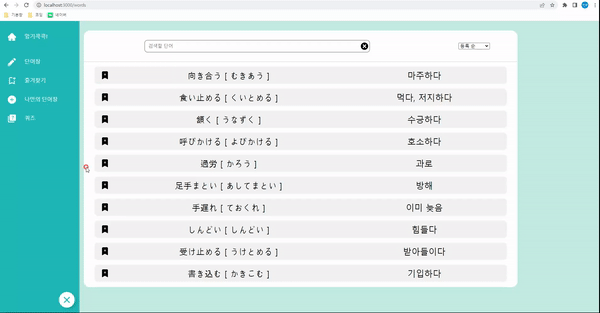 localhost:3000/words
기본팝
포잉
네이버
암기콕콕!
단어장
즐겨찾기
나만의 단어장
퀴즈
검색할 단어
등록 순
向き合う [ むきあう ] 마주하다
食い止める [ くいとめる ] 먹다, 저지하다
頷く [ うなずく ] 수긍하다
呼びかける [ よびかける ] 호소하다
過労 [ かろう ] 과로
足手まとい [ あしてまとい ] 방해
手遅れ [ ておくれ ] 이미 늦음
しんどい [ しんどい ] 힘들다
受け止める [ うけとめる ] 받아들이다
書き込む [ かきこむ ] 기입하다